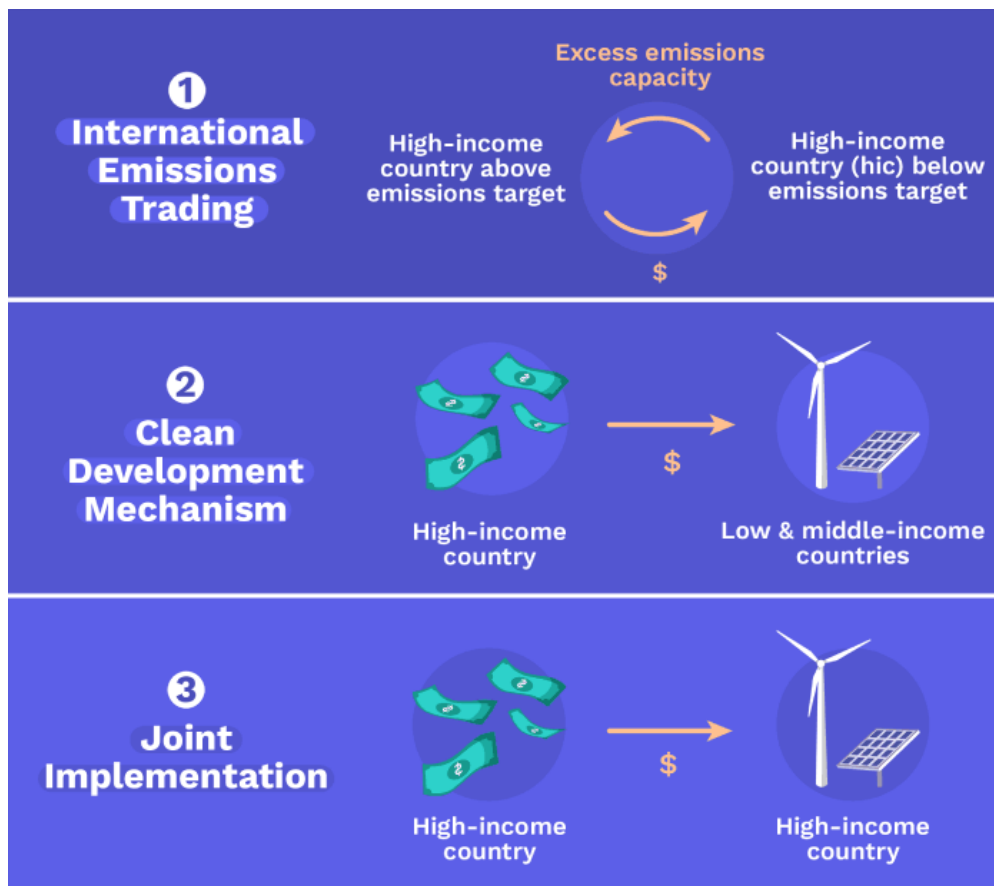 1
International
Emissions
Trading
Excess emissions
capacity
High-income
country above
emissions target
High-income
country (hic) below
emissions target
$
2
Clean
Development
Mechanism
High-income
country
$
Low & middle-income
countries
3
Joint
Implementation
High-income
country
$
High-income
country